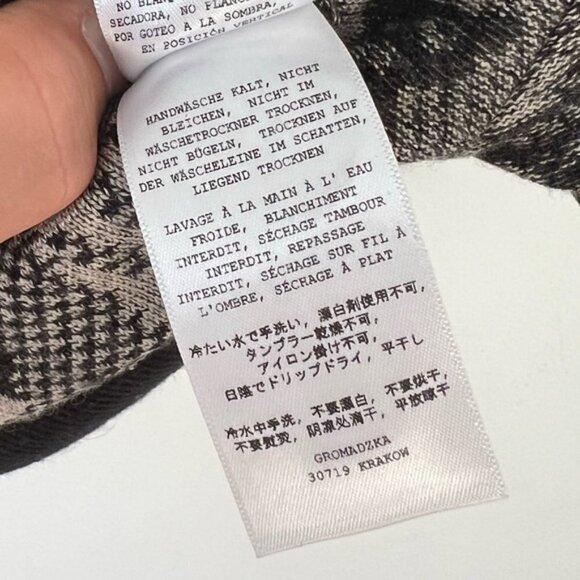 NO BLAN
SECADORA, NO PLANC
POR GOTEO A LA SOMBRA,
EN POSICIÓN VERTICAL
HANDWÄSCHE KALT, NICHT
BLEICHEN, NICHT IM
WÄSCHETROCKNER TROCKNEN,
NICHT BÜGELN, TROCKNEN AUF
DER WÄSCHELEINE IM SCHATTEN,
LIEGEND TROCKNEN
LAVAGE À LA MAIN À L' EAU
FROIDE, BLANCHIMENT
INTERDIT, SÉCHAGE TAMBOUR
INTERDIT, REPASSAGE
INTERDIT, SÉCHAGE SUR FIL À
L'OMBRE, SÉCHAGE À PLAT
冷たい水で手洗い, 漂白剤使用不可,
タンブラー乾燥不可,
アイロン掛け不可,
日陰でドリップドライ, 平干し
冷水中手洗, 不要漂白, 不要烘干,
不要熨烫, 阴凉处滴干, 平放晾干
GROMADZKA
30719 KRAKOW